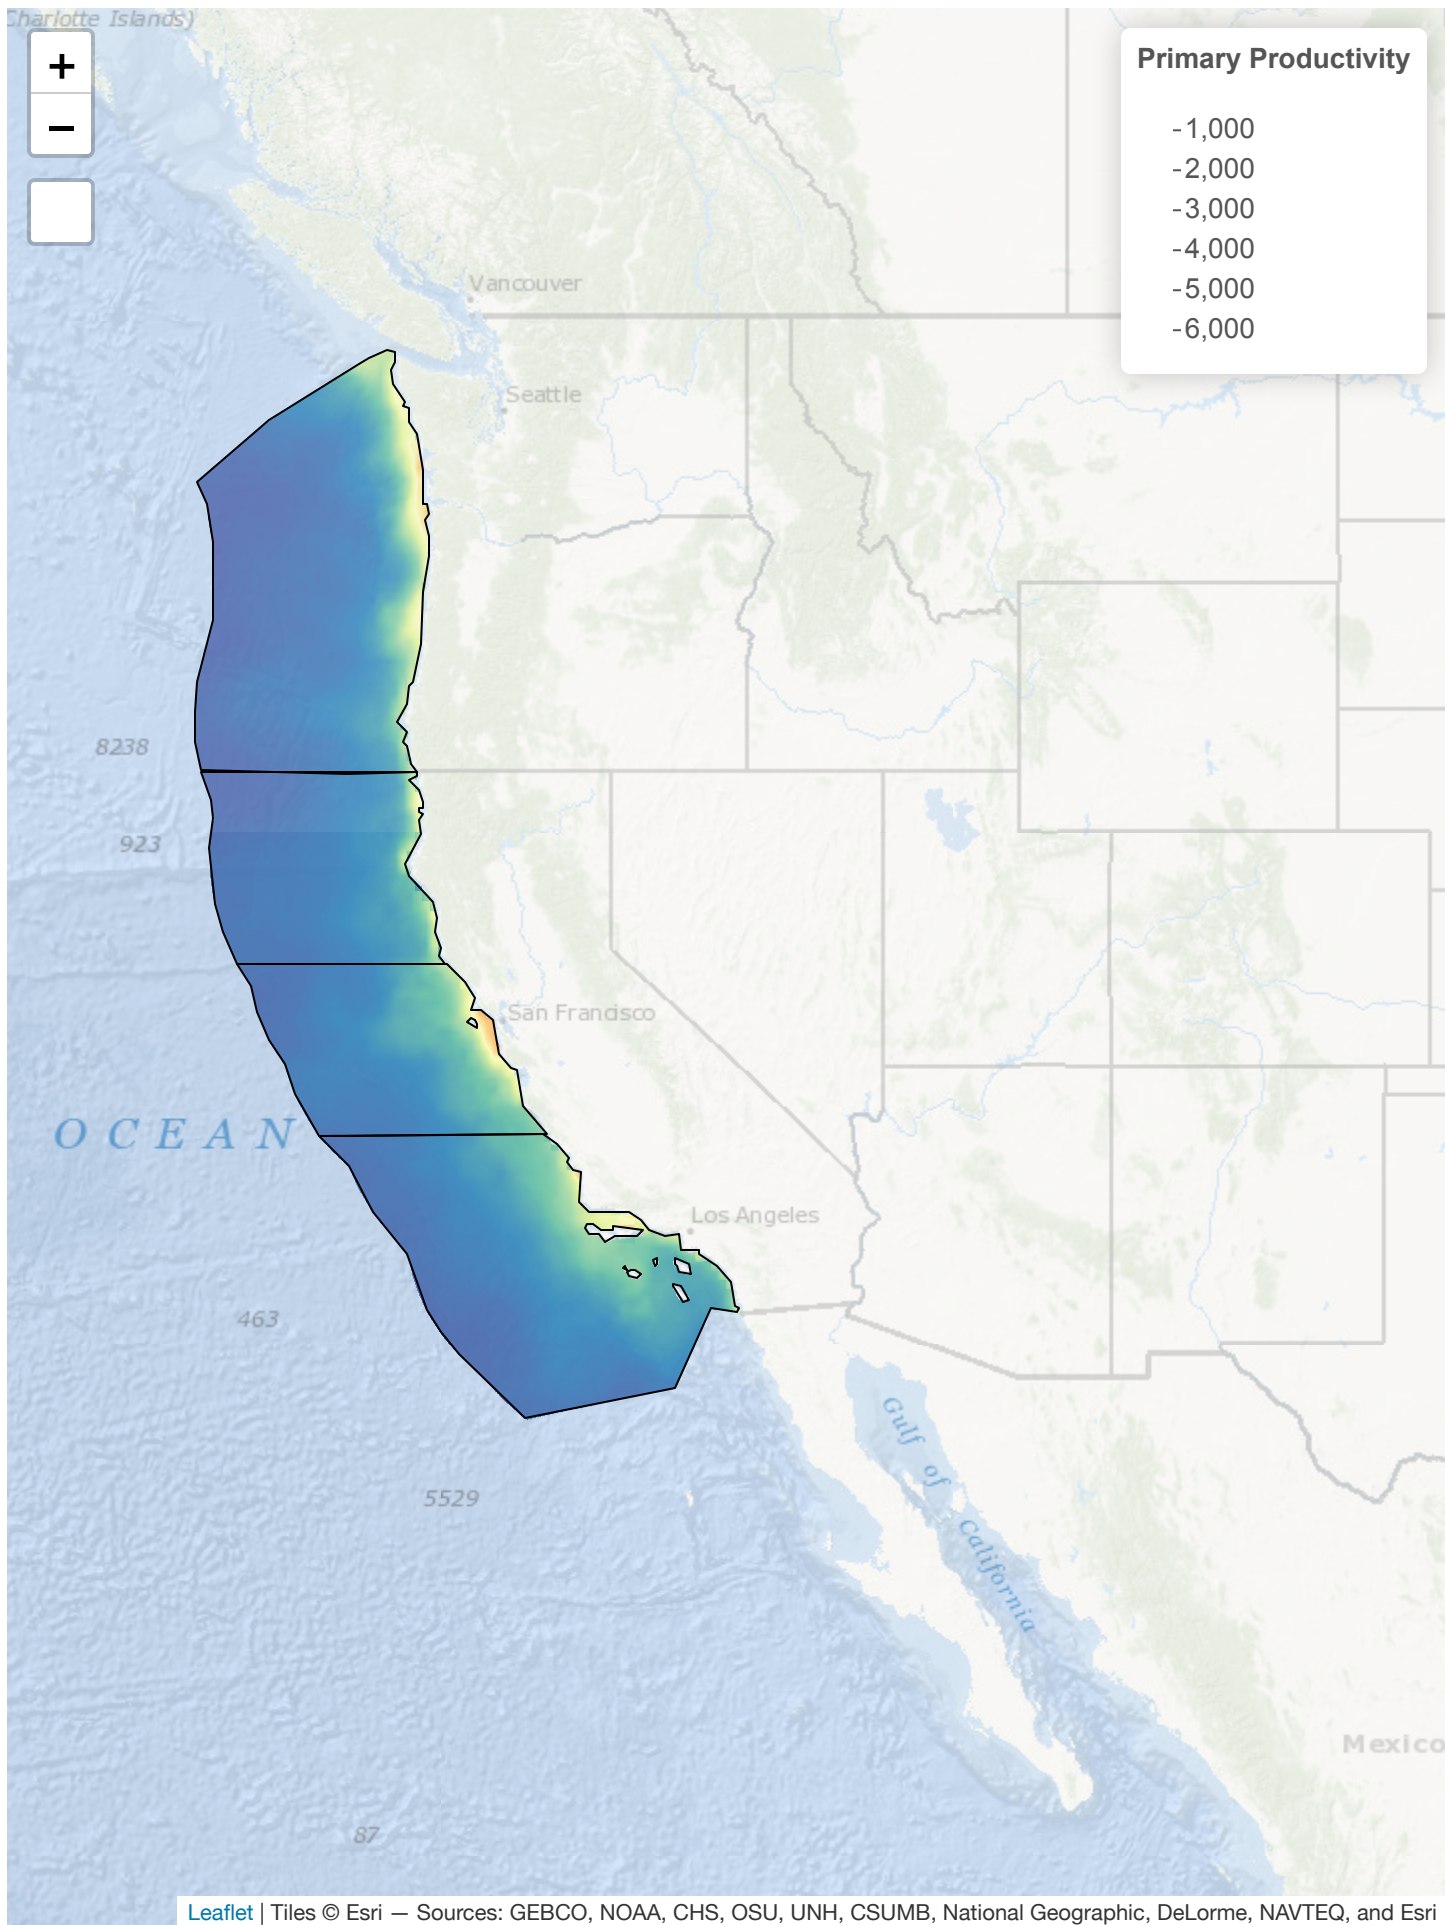 Charlotte Islands)
+
−
Primary Productivity
-1,000
-2,000
-3,000
-4,000
-5,000
-6,000
Vancouver
Seattle
8238
923
San Francisco
OCEAN
Los Angeles
463
Gulf of
California
5529
Mexico
87
Leaflet | Tiles © Esri — Sources: GEBCO, NOAA, CHS, OSU, UNH, CSUMB, National Geographic, DeLorme, NAVTEQ, and Esri